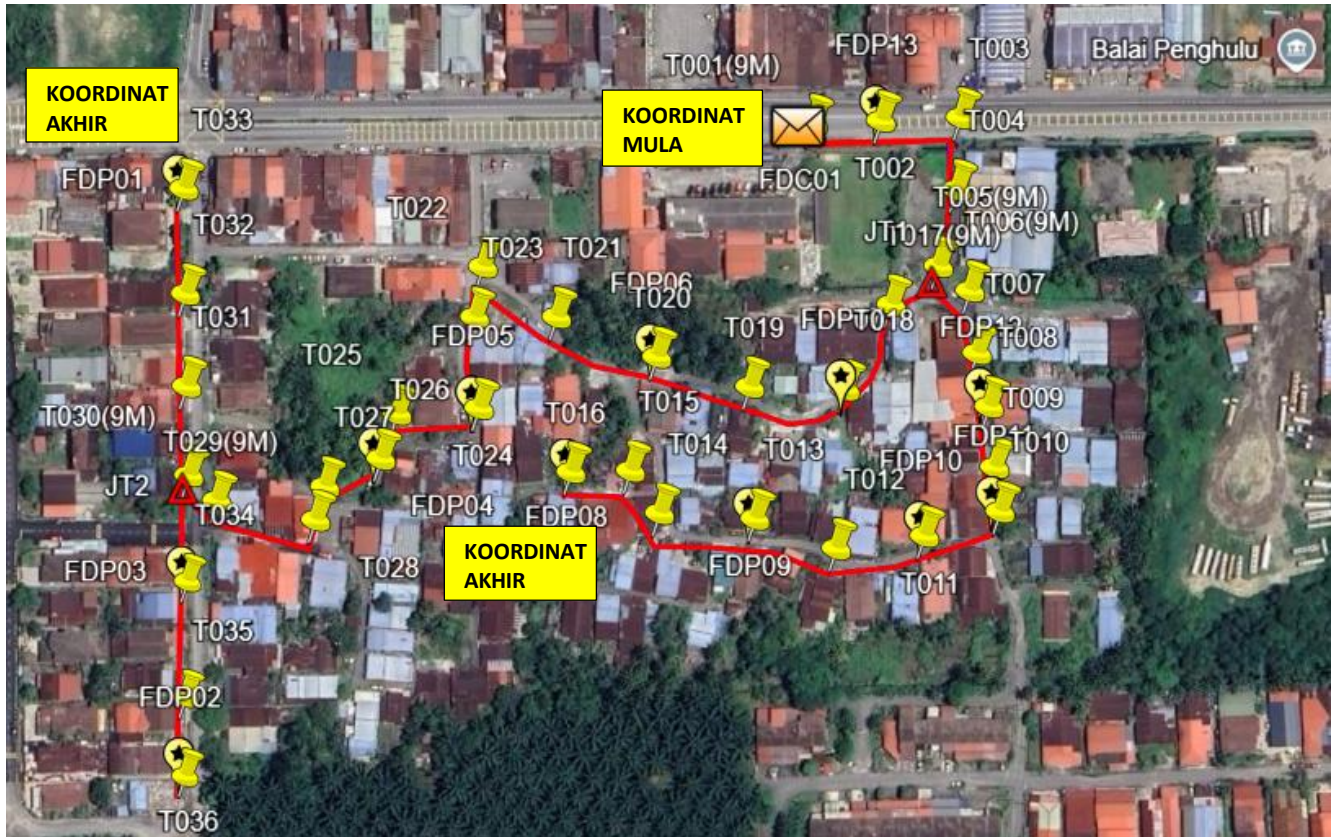 T003
FDP13
Balai Penghulu
T001(9M)
KOORDINAT
AKHIR
KOORDINAT
MULA
T033
T004
T002
FDP01
FDC01
T005(9M)
T022
T032
T006(9M)
JT1
T017(9M)
T023
T021
FDP06
T007
T020
T031
FDP05
T018
FDP12
T008
T019
T025
T026
T009
T030(9M)
T027
T016
T015
FDP11
T029(9M)
T024
T014
T013
T010
FDP10
JT2
T012
T034
FDP04
FDP08
KOORDINAT
AKHIR
FDP03
T028
FDP09
T011
T035
FDP02
T036